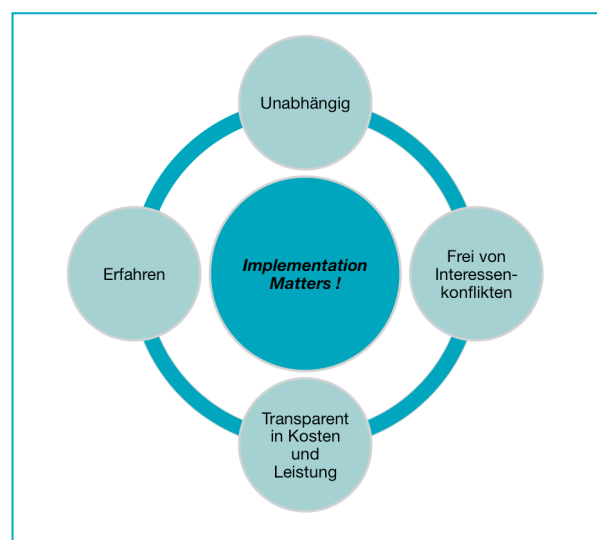 Unabhängig
Erfahren
Implementation
Matters !
Frei von
Interessen-
konflikten
Transparent
in Kosten
und
Leistung